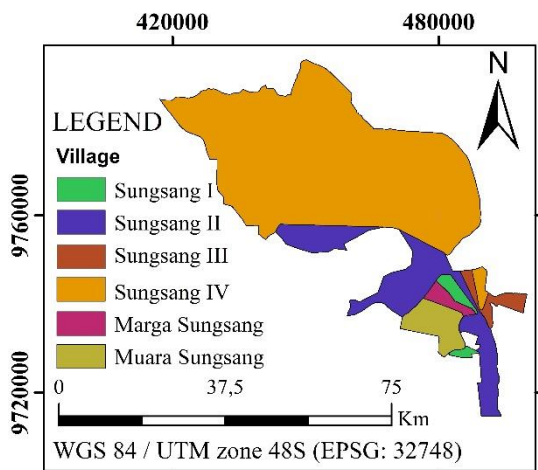 420000 480000
N
LEGEND
Village
Sungsang I
Sungsang II
Sungsang III
Sungsang IV
Marga Sungsang
Muara Sungsang
9760000
9720000
0 37,5 75
Km
WGS 84 / UTM zone 48S (EPSG: 32748)